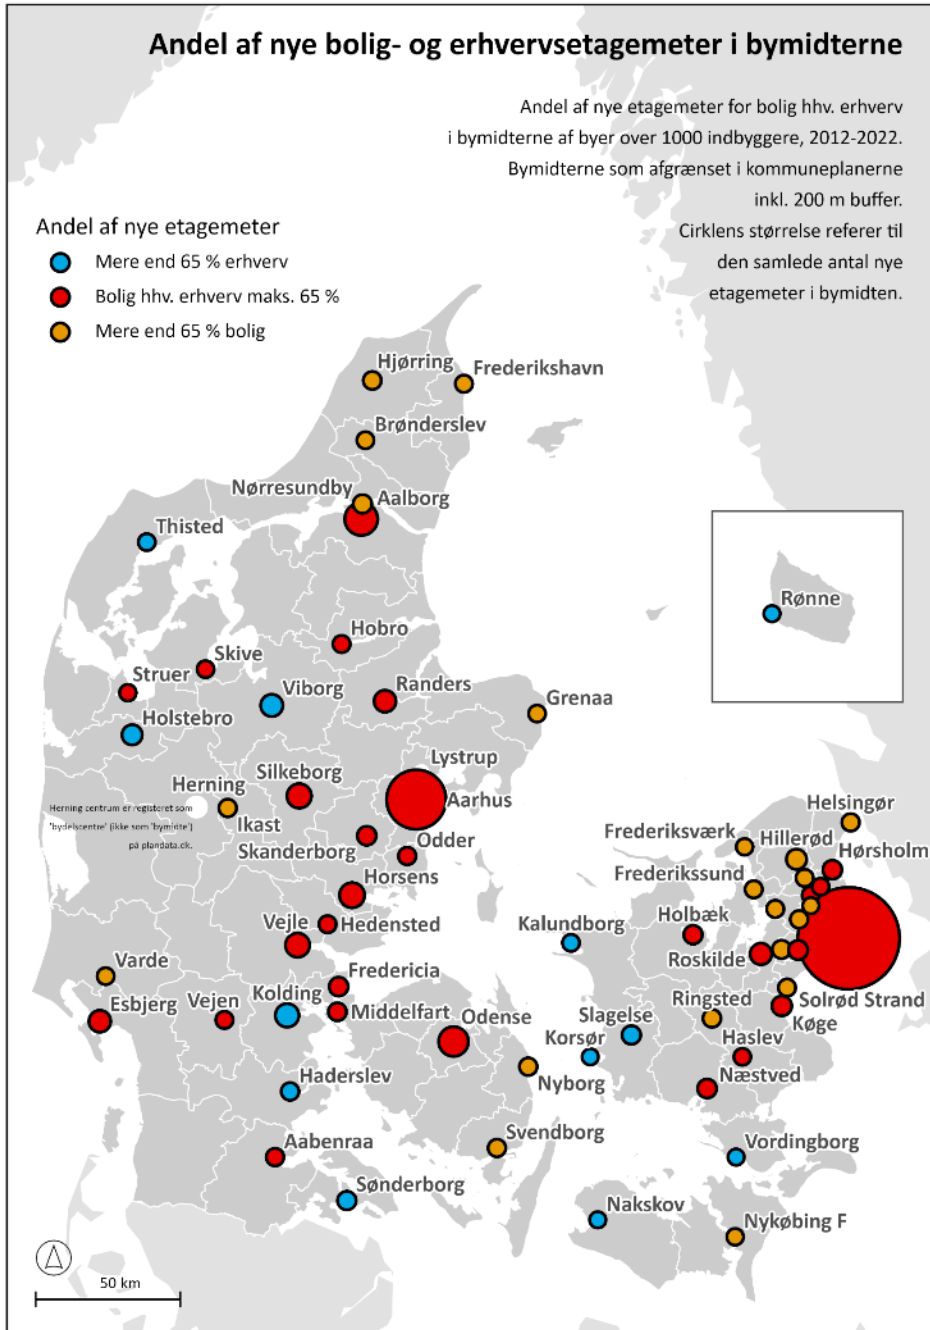 Andel af nye bolig- og erhvervsetagemeter i bymidterne
Andel af nye etagemeter for bolig hhv. erhverv
i bymidterne af byer over 1000 indbyggere, 2012-2022.
Bymidterne som afgrænset i kommuneplanerne
inkl. 200 m buffer.
Cirklens størrelse referer til
den samlede antal nye
etagemeter i bymidten.
Andel af nye etagemeter
Mere end 65 % erhverv
Bolig hhv. erhverv maks. 65 %
Mere end 65 % bolig
Hjørring
Frederikshavn
Brønderslev
Nørresundby
Aalborg
Thisted
Rønne
Hobro
Skive
Struer
Viborg
Randers
Grenaa
Holstebro
Lystrup
Silkeborg
Herning
Aarhus
Herning centrum er registeret som
'bydelscentre' (ikke som 'bymidte')
på plandata.dk.
Ikast
Helsingør
Frederiksværk
Hillerød
Skanderborg
Odder
Hørsholm
Frederikssund
Horsens
Hedensted
Kalundborg
Holbæk
Vejle
Roskilde
Varde
Fredericia
Solrød Strand
Esbjerg
Vejen
Kolding
Middelfart
Ringsted
Køge
Odense
Slagelse
Korsør
Haslev
Næstved
Haderslev
Nyborg
Svendborg
Vordingborg
Aabenraa
Sønderborg
Nakskov
Nykøbing F
50 km